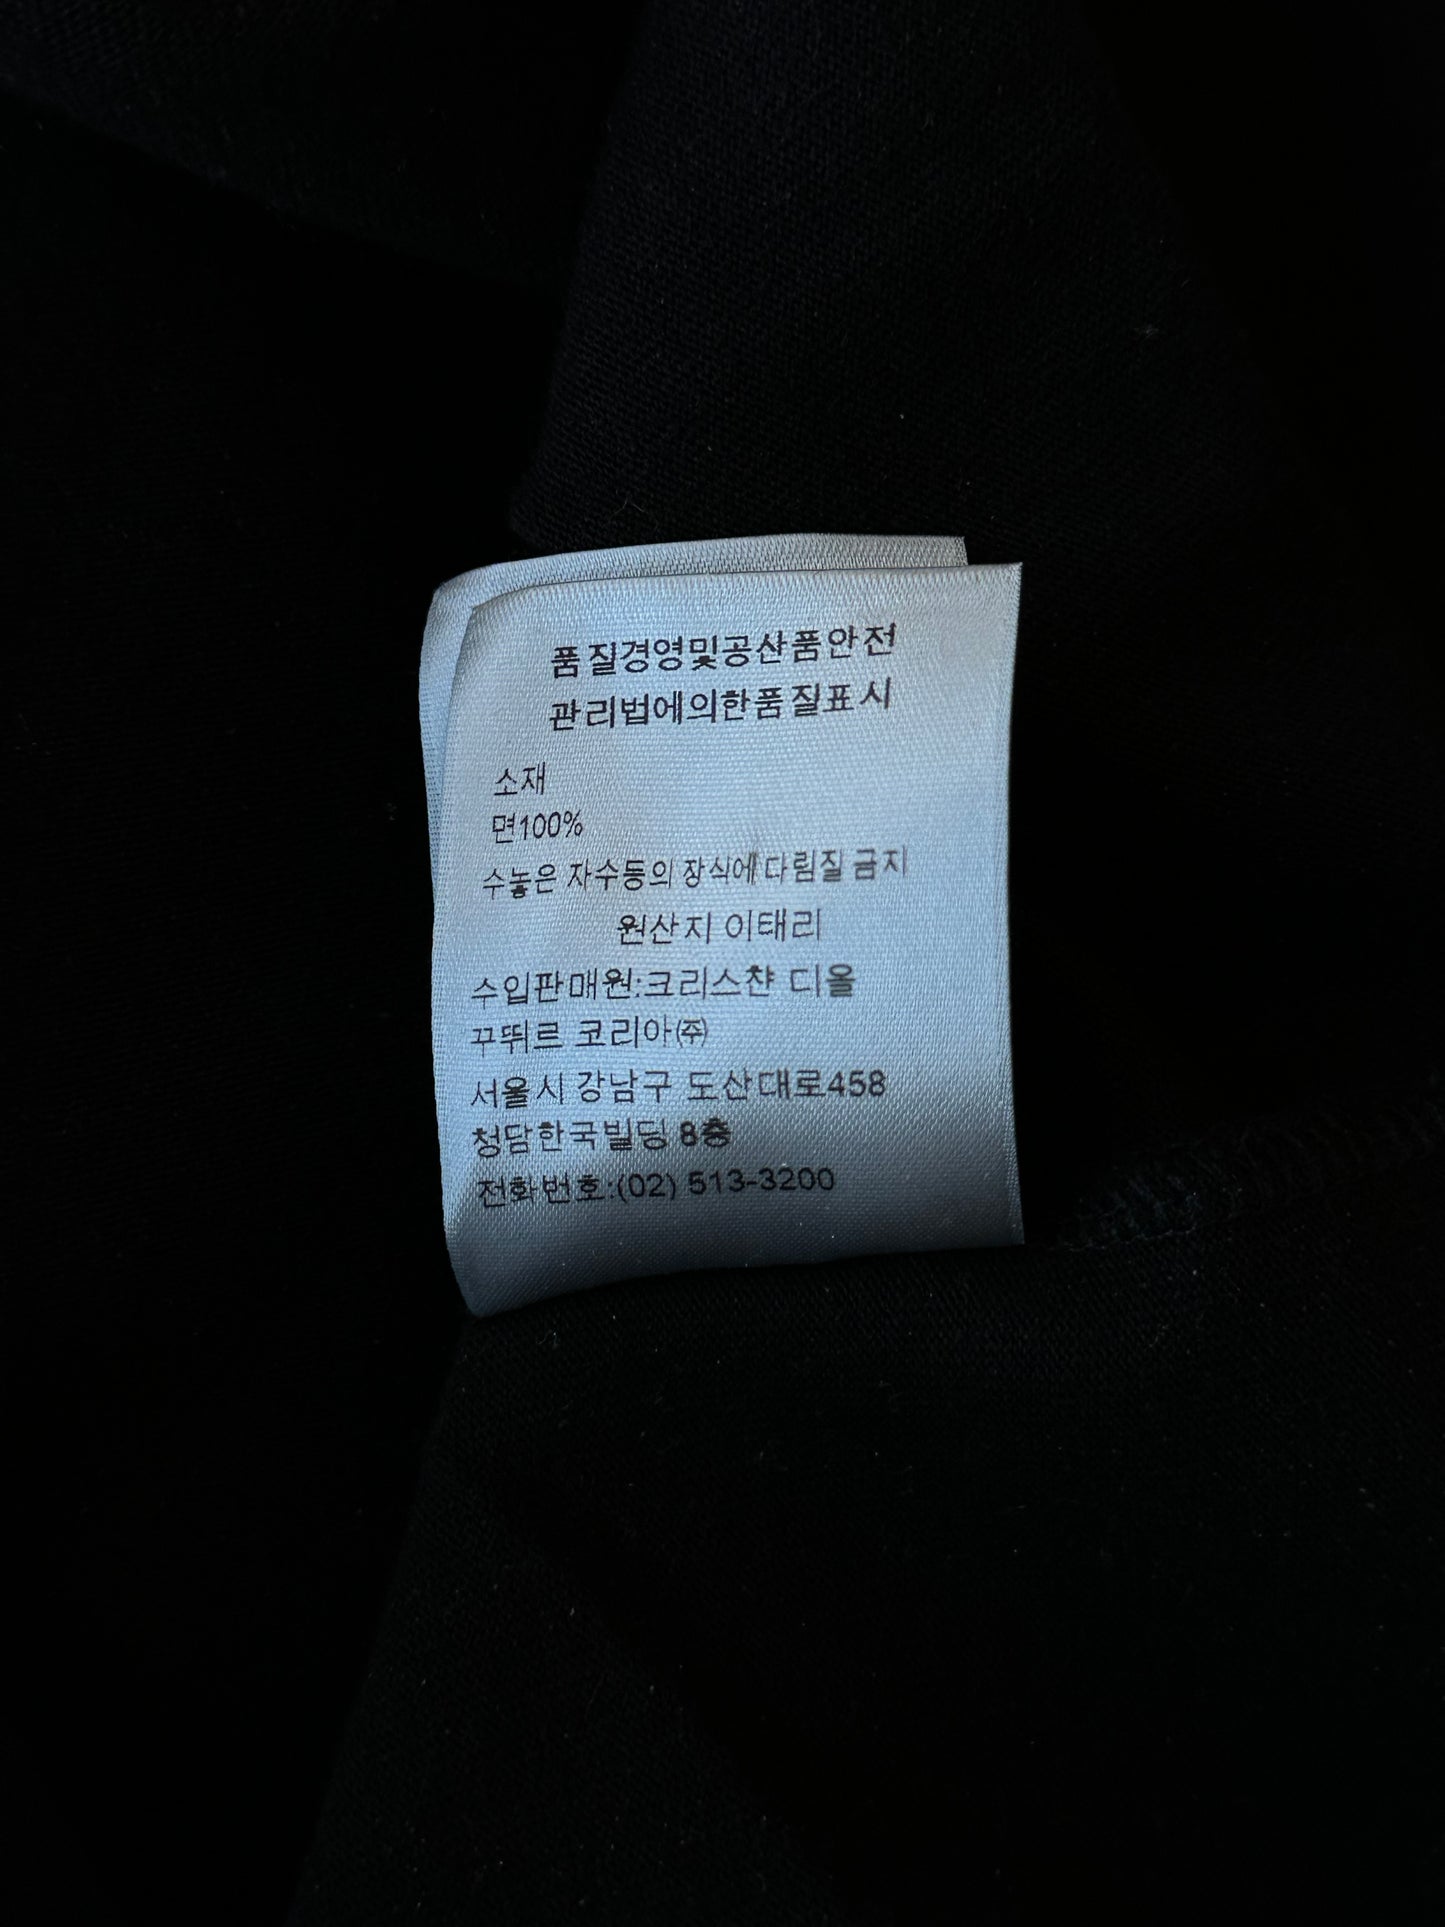 품질경영및공산품안전
관리법에의한품질표시
소재
면100%
수놓은 자수등의 장식에 다림질 금지
원산지 이태리
수입판매원:크리스챤 디올
꾸뛰르 코리아㈜
서울시 강남구 도산대로458
청담한국빌딩 8층
전화번호:(02) 513-3200